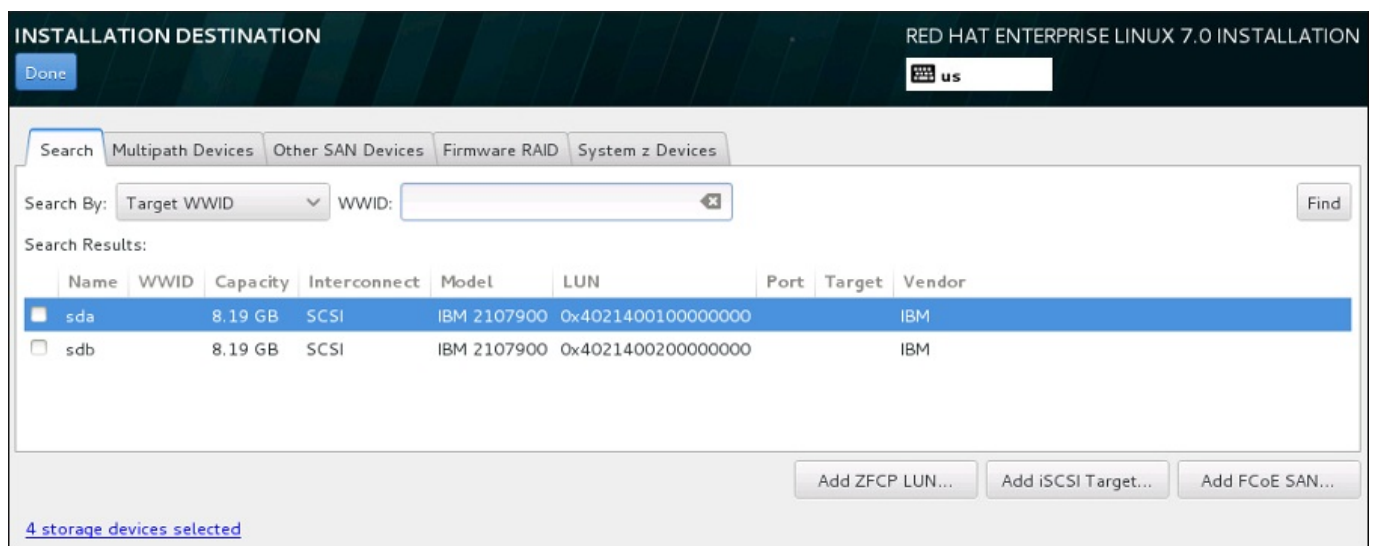 INSTALLATION DESTINATION
RED HAT ENTERPRISE LINUX 7.0 INSTALLATION
Done
us
Search Multipath Devices Other SAN Devices Firmware RAID System z Devices
Search By: Target WWID WWID: Find
Search Results:
Name WWID Capacity Interconnect Model LUN Port Target Vendor
sda 8.19 GB SCSI IBM 2107900 0x4021400100000000 IBM
sdb 8.19 GB SCSI IBM 2107900 0x4021400200000000 IBM
Add ZFCP LUN... Add iSCSI Target... Add FCoE SAN...
4 storage devices selected